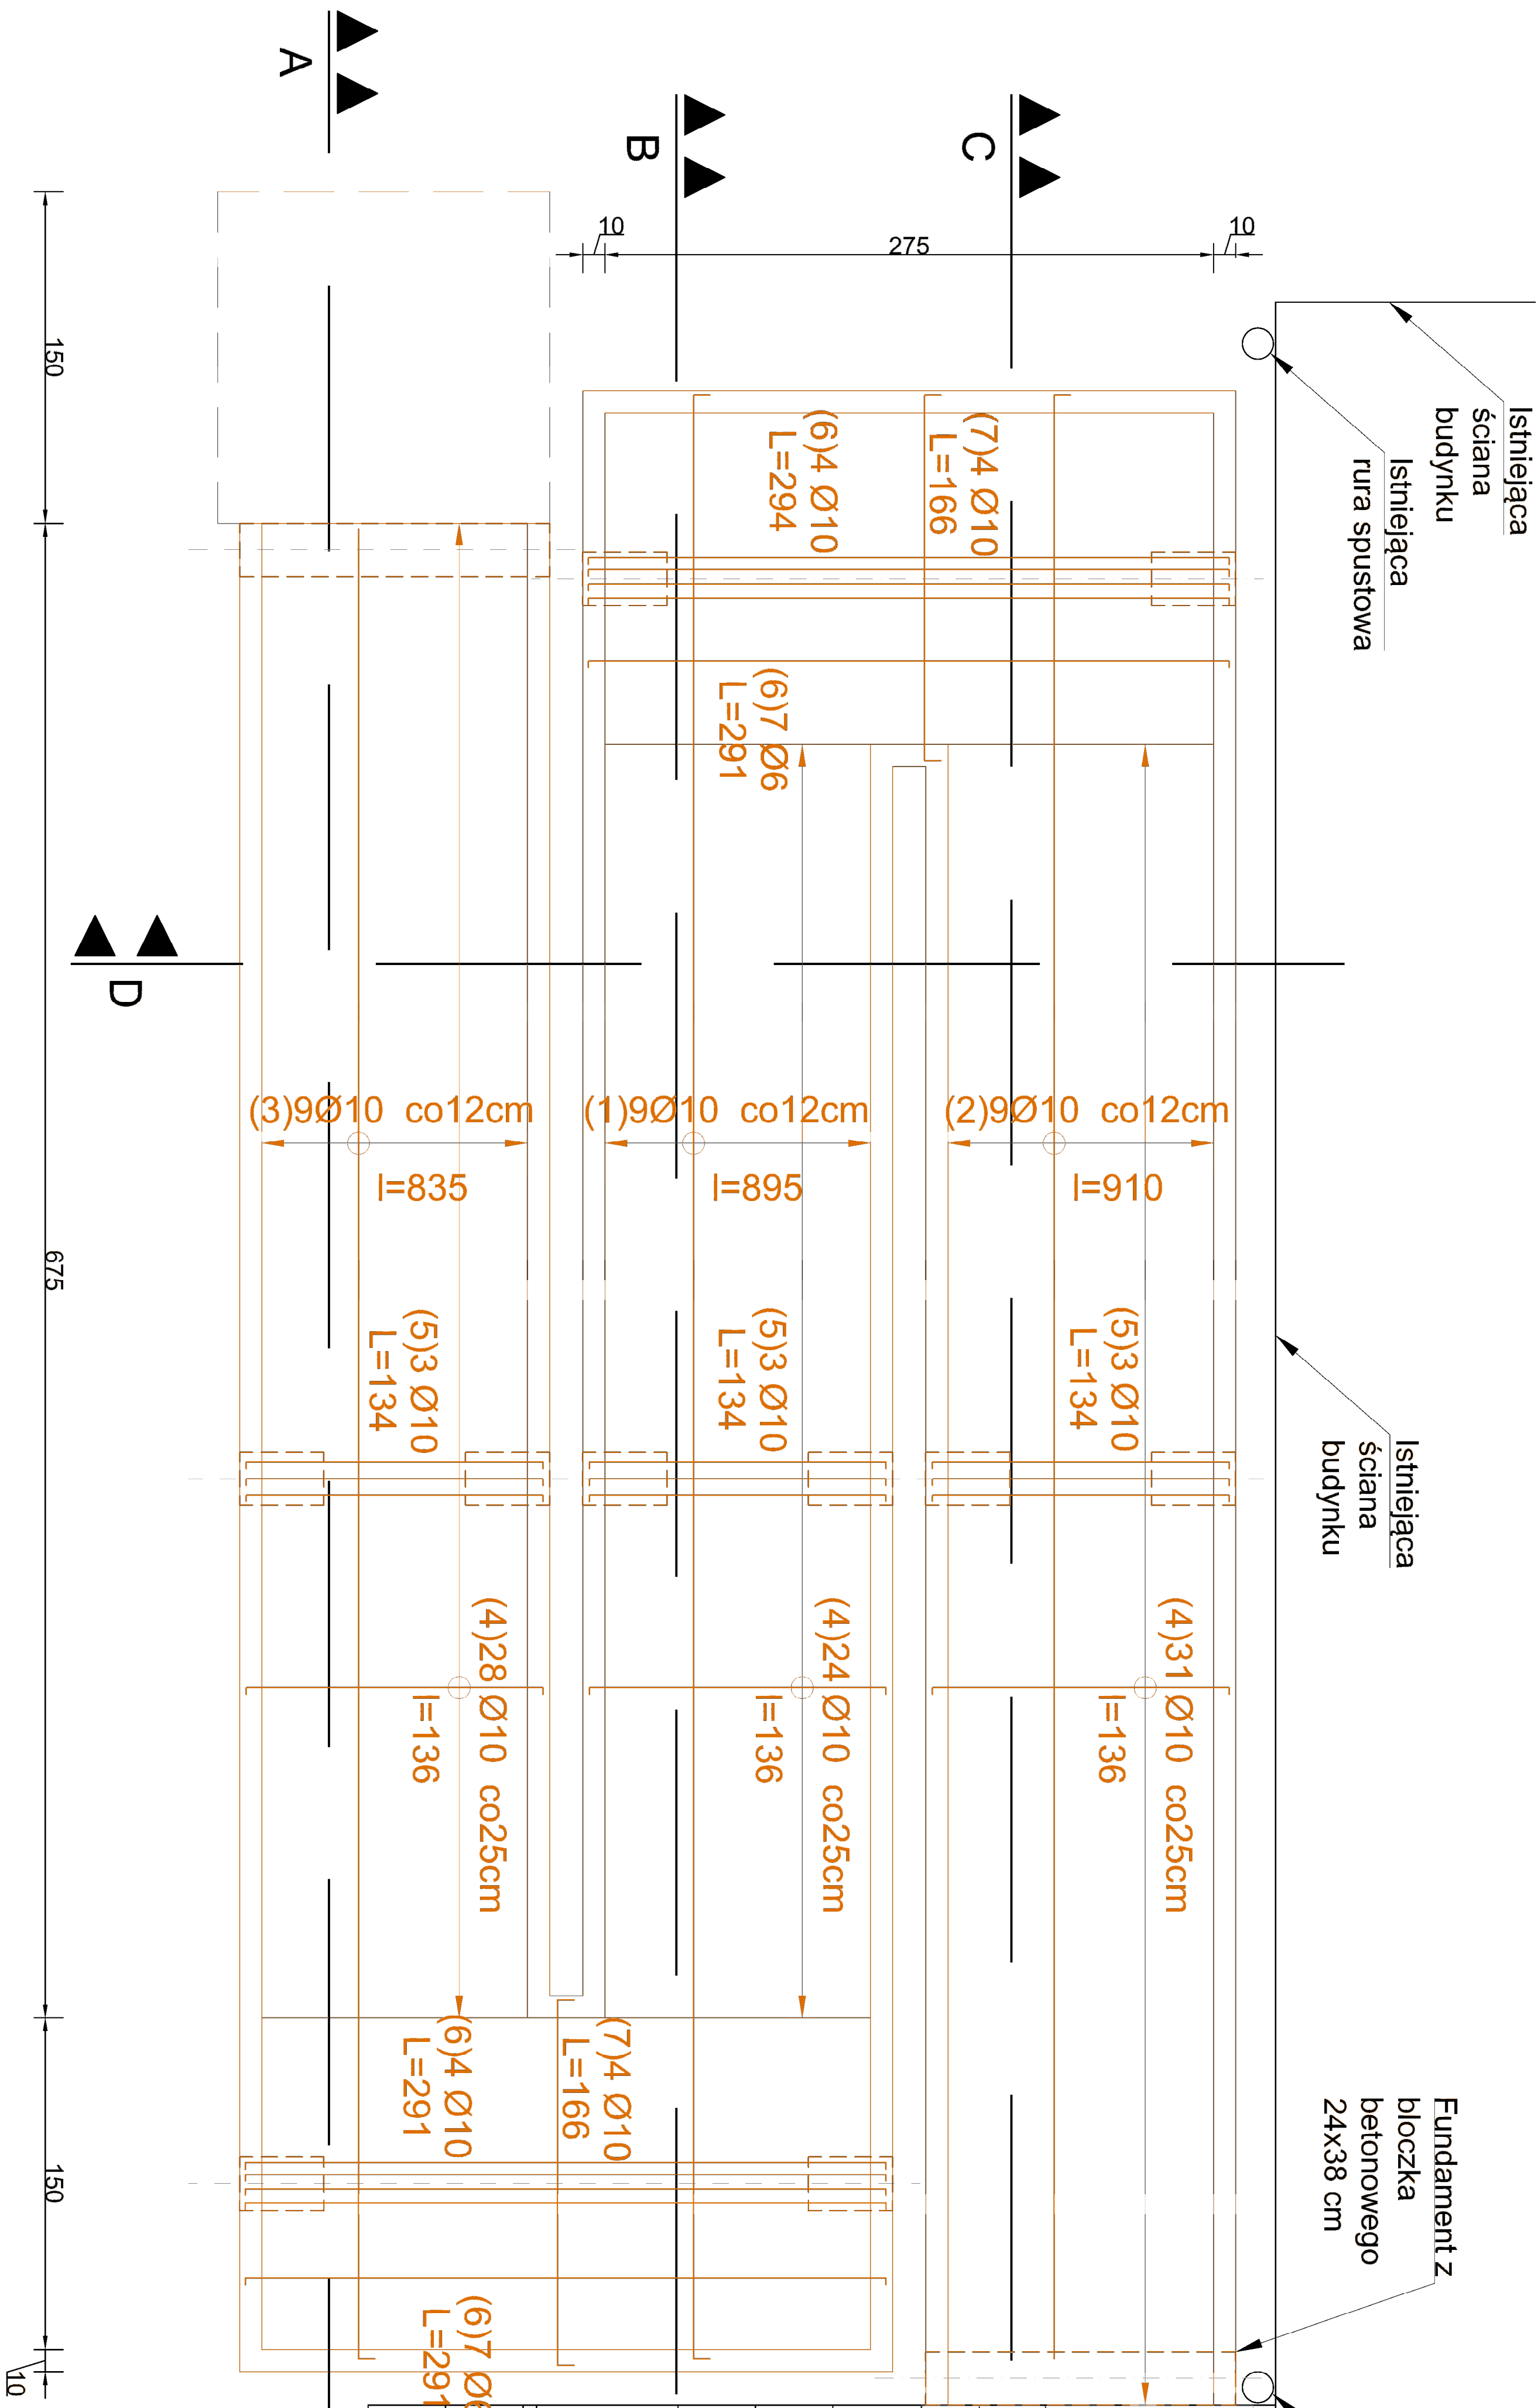 A
B
C
10
275
10
Istniejąca
ściana
budynku
Istniejąca
rura spustowa
150
(6)4 Ø10
L=294
(7)4 Ø10
L=166
(6)7 Ø6
L=291
D
(3)9Ø10 co12cm
l=835
(1)9Ø10 co12cm
l=895
(2)9Ø10 co12cm
l=910
675
(5)3 Ø10
L=134
(5)3 Ø10
L=134
(5)3 Ø10
L=134
Istniejąca
ściana
budynku
(4)28 Ø10 co25cm
l=136
(4)24 Ø10 co25cm
l=136
(4)31 Ø10 co25cm
l=136
(6)4 Ø10
L=291
(7)4 Ø10
L=166
Fundament z
bloczka
betonowego
24x38 cm
150
(6)7 Ø6
L=291
10